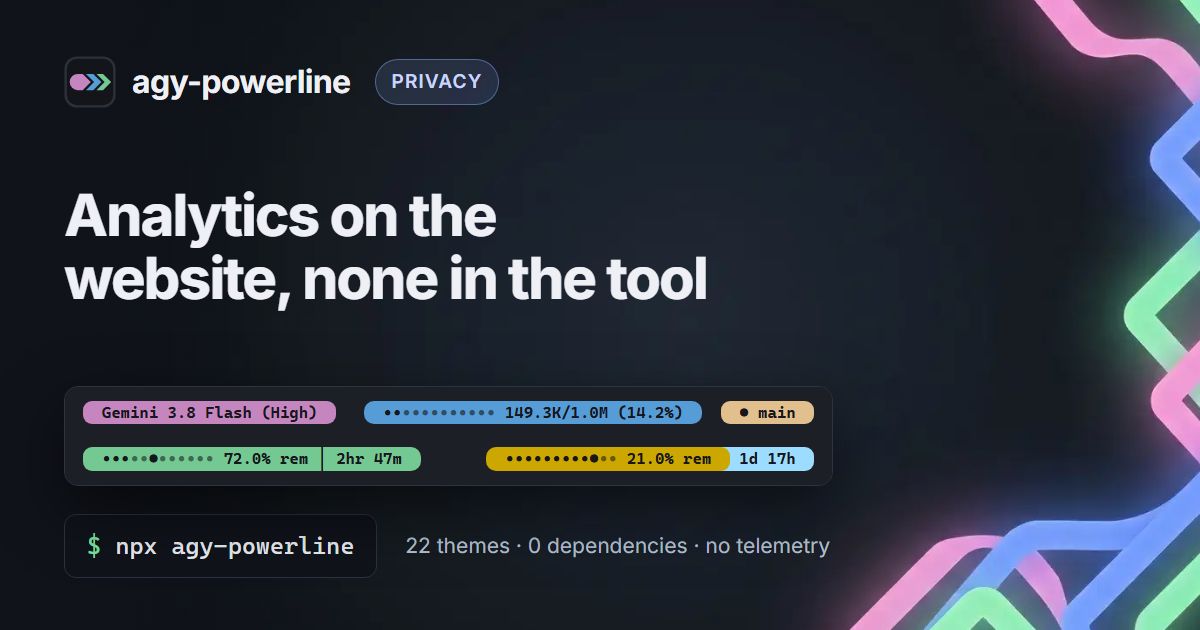 agy-powerline PRIVACY
Analytics on the
website, none in the tool
Gemini 3.8 Flash (High) 149.3K/1.0M (14.2%) main
72.0% rem 2hr 47m 21.0% rem 1d 17h
$ npx agy-powerline 22 themes · 0 dependencies · no telemetry